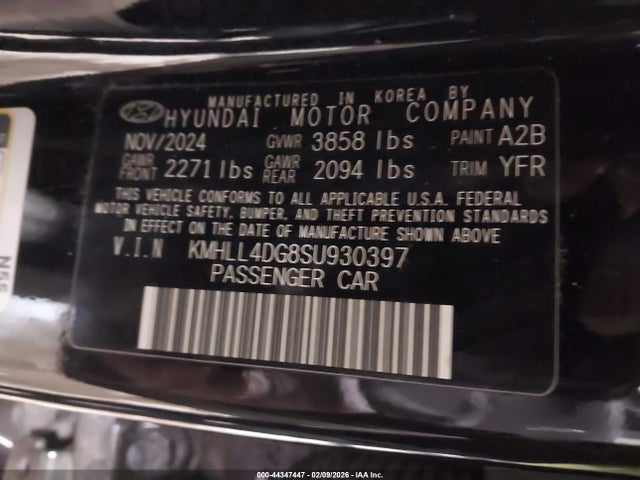 MANUFACTURED IN KOREA BY
HYUNDAI MOTOR COMPANY
NOV/2024 GVWR 3858 lbs PAINT A2B
GAWR FRONT 2271 lbs GAWR REAR 2094 lbs TRIM YFR
THIS VEHICLE CONFORMS TO ALL APPLICABLE U.S.A. FEDERAL
MOTOR VEHICLE SAFETY, BUMPER, AND THEFT PREVENTION STANDARDS
IN EFFECT ON THE DATE OF MANUFACTURE SHOWN ABOVE
V.I.N KMHLL4DG8SU930397
PASSENGER CAR
N55
000-44347447 - 02/09/2026 - IAA Inc.